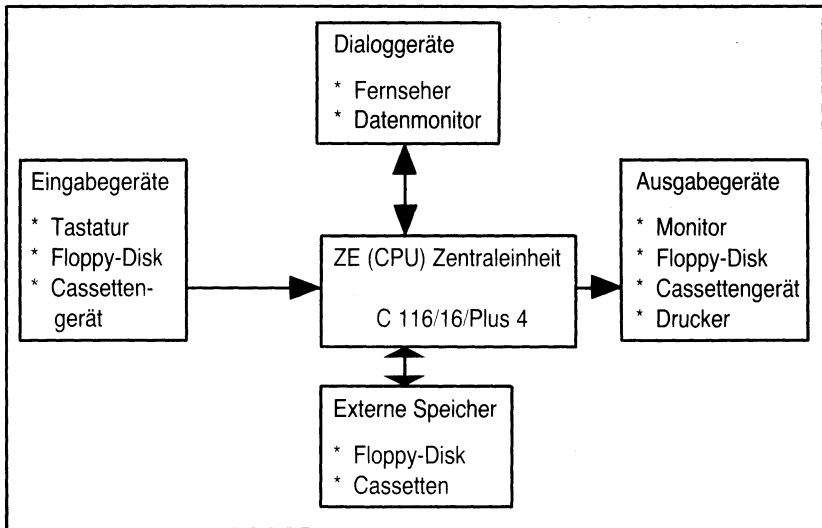 Dialoggeräte
* Fernseher
* Datenmonitor
Eingabegeräte
* Tastatur
* Floppy-Disk
* Cassetten-
gerät
ZE (CPU) Zentraleinheit
C 116/16/Plus 4
Ausgabegeräte
* Monitor
* Floppy-Disk
* Cassettengerät
* Drucker
Externe Speicher
* Floppy-Disk
* Cassetten